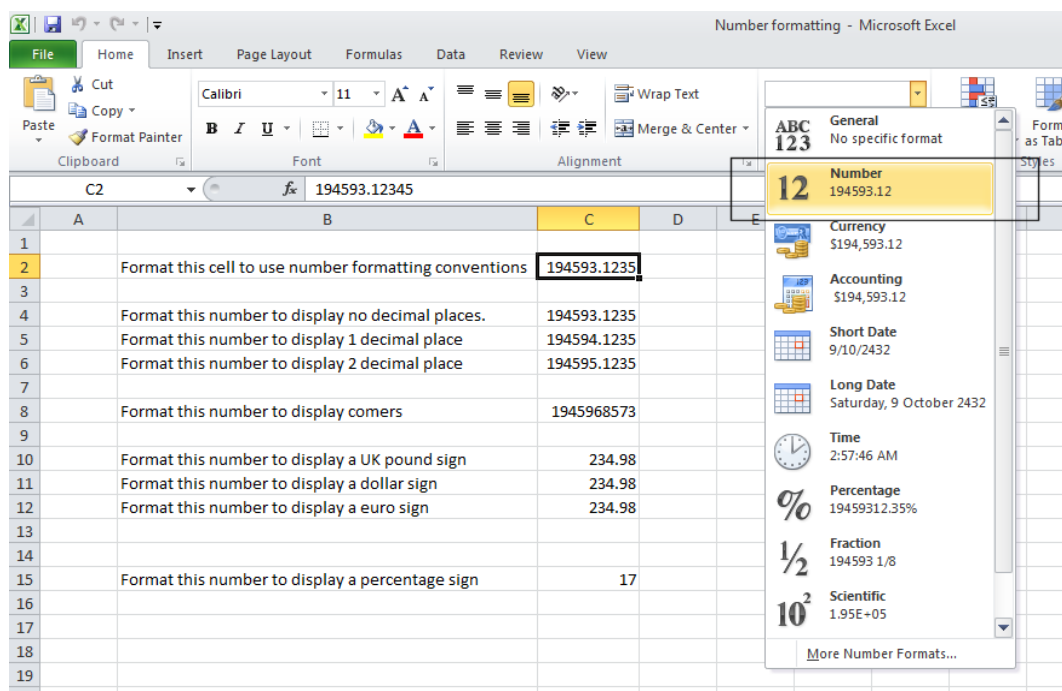 Number formatting - Microsoft Excel
File Home Insert Page Layout Formulas Data Review View
Paste
Cut
Copy
Format Painter
Clipboard
Calibri 11 A A
B I U A
Font
Wrap Text
Merge & Center
Alignment
Form
as Tab
Styles
C2 fx 194593.12345
A B C D E
1
2 Format this cell to use number formatting conventions 194593.1235
3
4 Format this number to display no decimal places. 194593.1235
5 Format this number to display 1 decimal place 194594.1235
6 Format this number to display 2 decimal place 194595.1235
7
8 Format this number to display comers 1945968573
9
10 Format this number to display a UK pound sign 234.98
11 Format this number to display a dollar sign 234.98
12 Format this number to display a euro sign 234.98
13
14
15 Format this number to display a percentage sign 17
16
17
18
19
ABC
123
General
No specific format
12
Number
194593.12
Currency
$194,593.12
Accounting
$194,593.12
Short Date
9/10/2432
Long Date
Saturday, 9 October 2432
Time
2:57:46 AM
%
Percentage
19459312.35%
½
Fraction
194593 1/8
10²
Scientific
1.95E+05
More Number Formats...